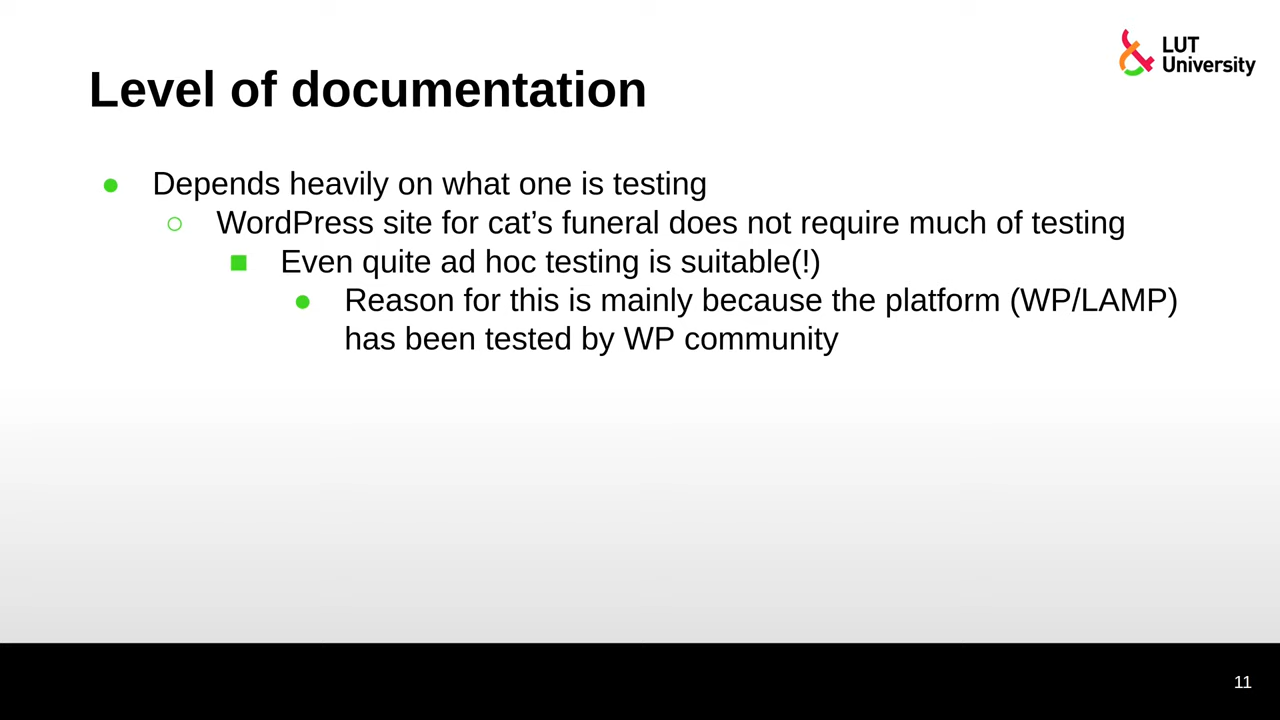 LUT
University
Level of documentation
Depends heavily on what one is testing
WordPress site for cat’s funeral does not require much of testing
Even quite ad hoc testing is suitable(!)
Reason for this is mainly because the platform (WP/LAMP)
has been tested by WP community
11